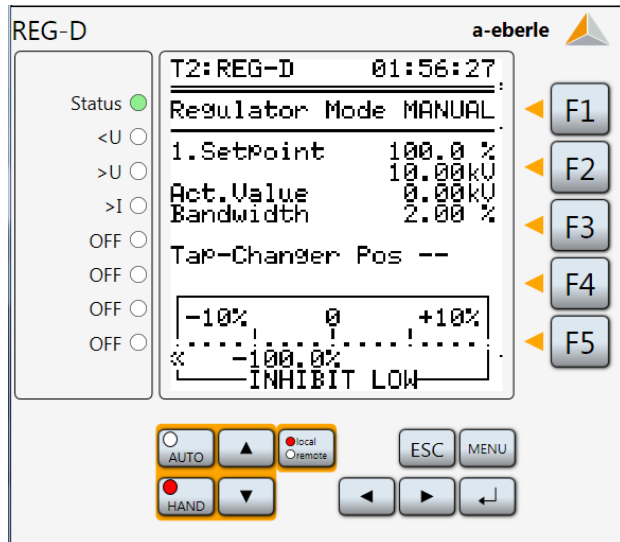 REG-D
a-eberle
Status
<U
>U
>I
OFF
OFF
OFF
OFF
T2:REG-D 01:56:27
Regulator Mode MANUAL
1.Setpoint 100.0 %
10.00kV
Act.Value 0.00kV
Bandwidth 2.00 %
Tap-Changer Pos --
-10% 0 +10%
« -100.0%
INHIBIT LOW
F1
F2
F3
F4
F5
AUTO
local
remote
ESC
MENU
HAND